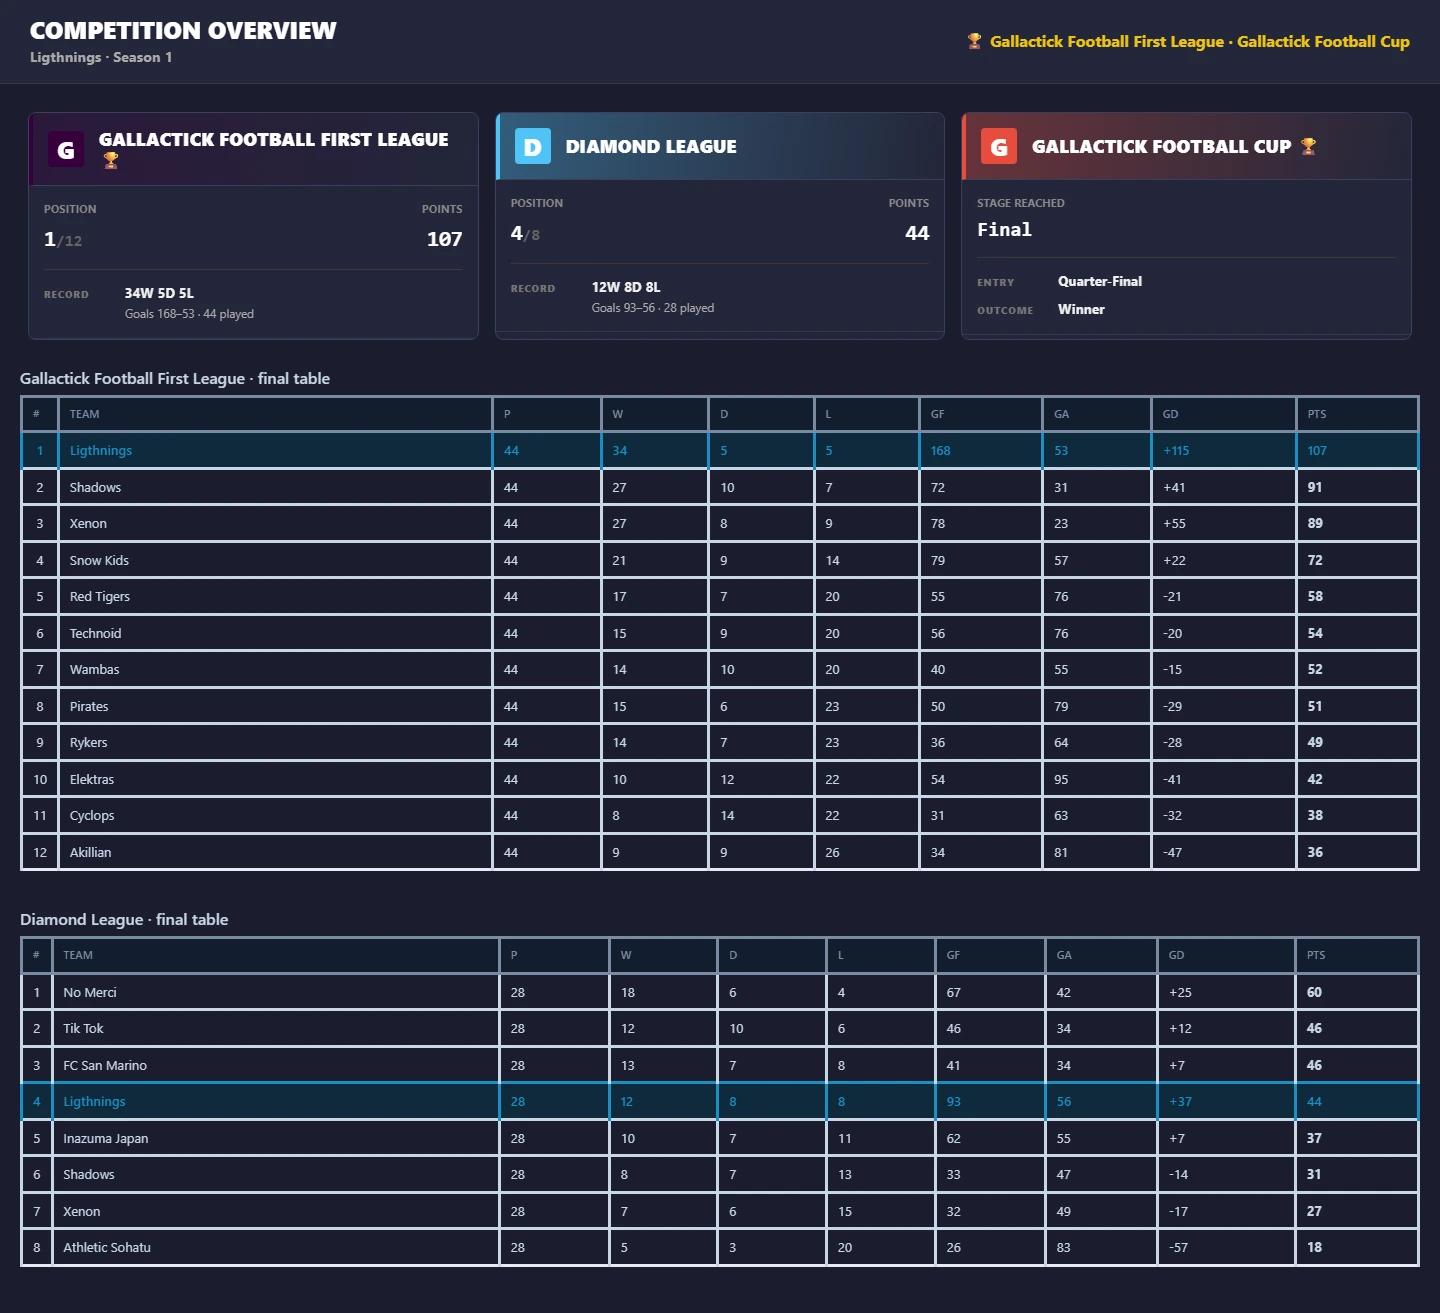 COMPETITION OVERVIEW
Ligthnings · Season 1
🏆 Gallactick Football First League · Gallactick Football Cup
G GALLACTICK FOOTBALL FIRST LEAGUE 🏆
POSITION POINTS
1/12 107
RECORD 34W 5D 5L
Goals 168–53 · 44 played
D DIAMOND LEAGUE
POSITION POINTS
4/8 44
RECORD 12W 8D 8L
Goals 93–56 · 28 played
G GALLACTICK FOOTBALL CUP 🏆
STAGE REACHED
Final
ENTRY Quarter-Final
OUTCOME Winner
Gallactick Football First League · final table
# TEAM P W D L GF GA GD PTS
1 Ligthnings 44 34 5 5 168 53 +115 107
2 Shadows 44 27 10 7 72 31 +41 91
3 Xenon 44 27 8 9 78 23 +55 89
4 Snow Kids 44 21 9 14 79 57 +22 72
5 Red Tigers 44 17 7 20 55 76 -21 58
6 Technoid 44 15 9 20 56 76 -20 54
7 Wambas 44 14 10 20 40 55 -15 52
8 Pirates 44 15 6 23 50 79 -29 51
9 Rykers 44 14 7 23 36 64 -28 49
10 Elektras 44 10 12 22 54 95 -41 42
11 Cyclops 44 8 14 22 31 63 -32 38
12 Akillian 44 9 9 26 34 81 -47 36
Diamond League · final table
# TEAM P W D L GF GA GD PTS
1 No Merci 28 18 6 4 67 42 +25 60
2 Tik Tok 28 12 10 6 46 34 +12 46
3 FC San Marino 28 13 7 8 41 34 +7 46
4 Ligthnings 28 12 8 8 93 56 +37 44
5 Inazuma Japan 28 10 7 11 62 55 +7 37
6 Shadows 28 8 7 13 33 47 -14 31
7 Xenon 28 7 6 15 32 49 -17 27
8 Athletic Sohatu 28 5 3 20 26 83 -57 18